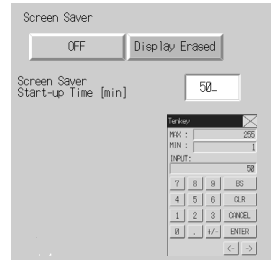 Screen Saver
OFF Display Erased
Screen Saver 50_
Start-up Time [min]
Tenkey
MAX : 255
MIN : 1
INPUT:
50
7 8 9 BS
4 5 6 CLR
1 2 3 CANCEL
0 . +/- ENTER
<- ->